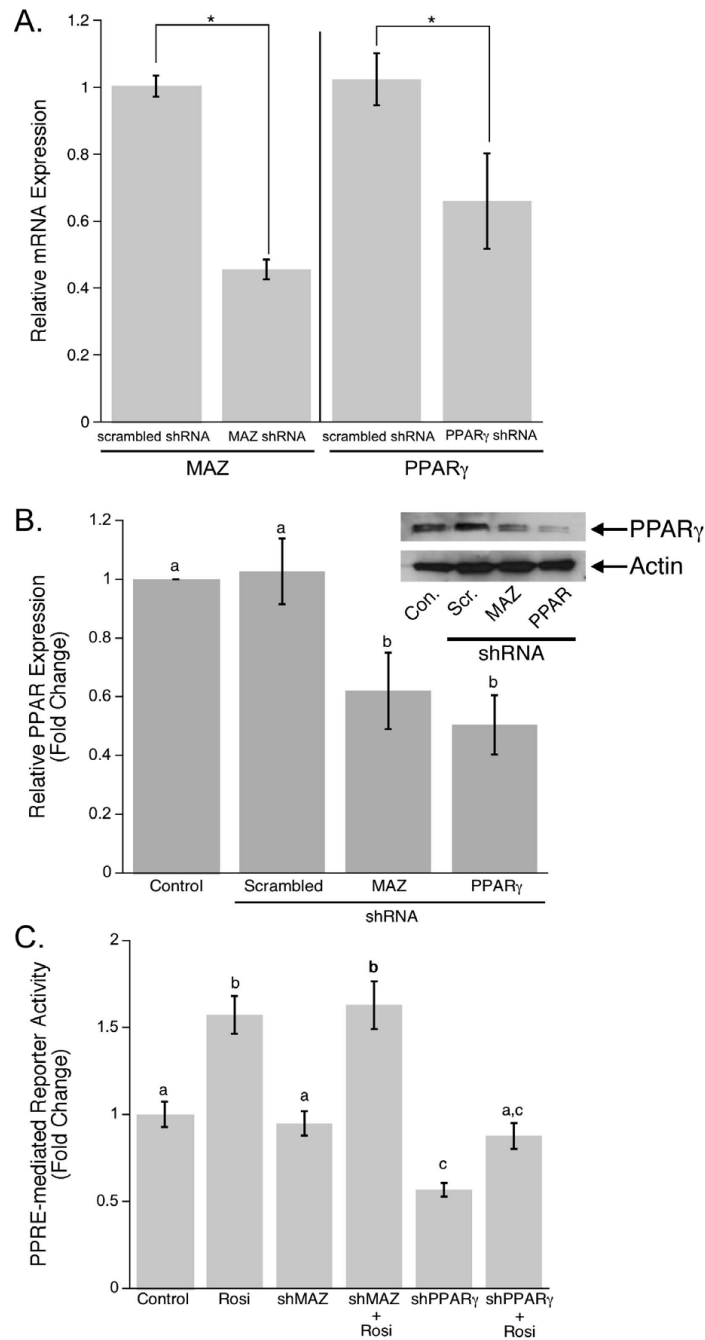 A.
1.2
*
*
1
0.8
0.6
0.4
0.2
0
Relative mRNA Expression
scrambled shRNA MAZ shRNA scrambled shRNA PPARγ shRNA
MAZ PPARγ
B.
1.2
1
0.8
0.6
0.4
0.2
0
Relative PPAR Expression
(Fold Change)
a
a
b
b
PPARγ
Actin
Con. Scr. MAZ PPAR
shRNA
Control Scrambled MAZ PPARγ
shRNA
C.
2
1.5
1
0.5
0
PPRE-mediated Reporter Activity
(Fold Change)
a
b
a
b
c
a,c
Control Rosi shMAZ shMAZ shPPARγ shPPARγ
+ +
Rosi Rosi